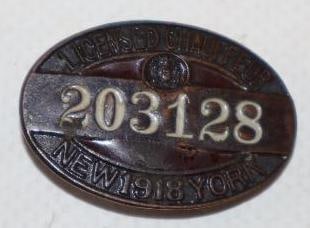 LICENSED CHAUFFEUR
203128
NEW 1918 YORK